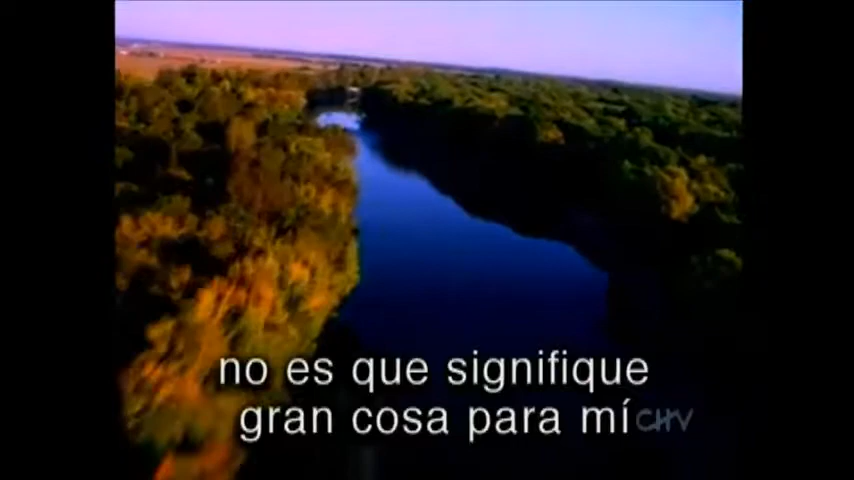 no es que signifique
gran cosa para mí
CHV